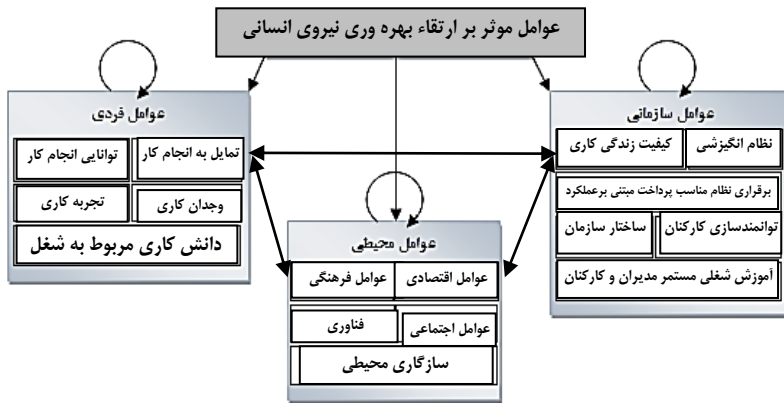 عوامل موثر بر ارتقاء بهره وری نیروی انسانی
عوامل سازمانی
نظام انگیزشی
کیفیت زندگی کاری
برقراری نظام مناسب پرداخت مبتنی برعملکرد
توانمندسازی کارکنان
ساختار سازمان
آموزش شغلی مستمر مدیران و کارکنان
عوامل فردی
تمایل به انجام کار
توانایی انجام کار
وجدان کاری
تجربه کاری
دانش کاری مربوط به شغل
عوامل محیطی
عوامل اقتصادی
عوامل فرهنگی
عوامل اجتماعی
فناوری
سازگاری محیطی